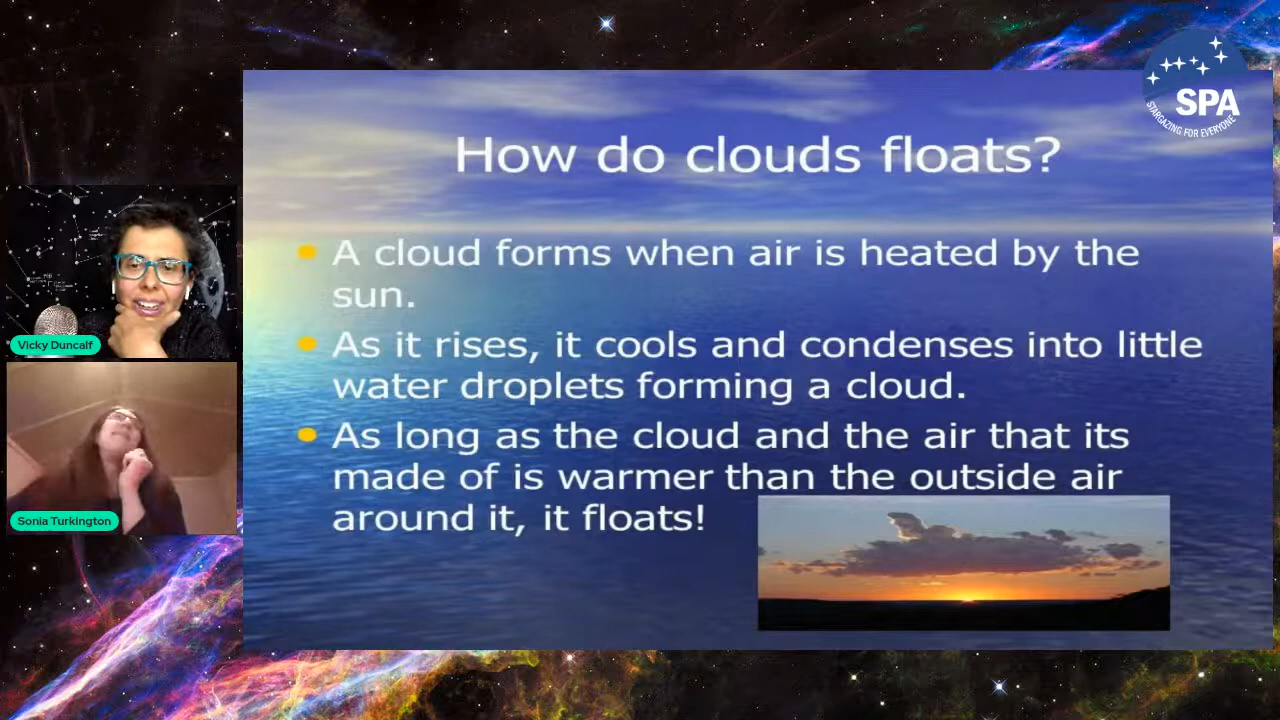 SPA
STARGAZING FOR EVERYONE
How do clouds floats?
A cloud forms when air is heated by the
sun.
As it rises, it cools and condenses into little
water droplets forming a cloud.
As long as the cloud and the air that its
made of is warmer than the outside air
around it, it floats!
Vicky Duncalf
Sonia Turkington